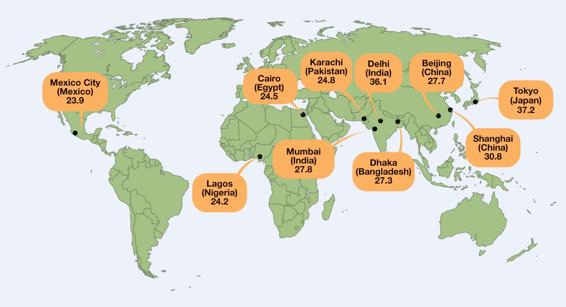 Mexico City
(Mexico)
23.9
Cairo
(Egypt)
24.5
Karachi
(Pakistan)
24.8
Delhi
(India)
36.1
Beijing
(China)
27.7
Tokyo
(Japan)
37.2
Shanghai
(China)
30.8
Dhaka
(Bangladesh)
27.3
Mumbai
(India)
27.8
Lagos
(Nigeria)
24.2